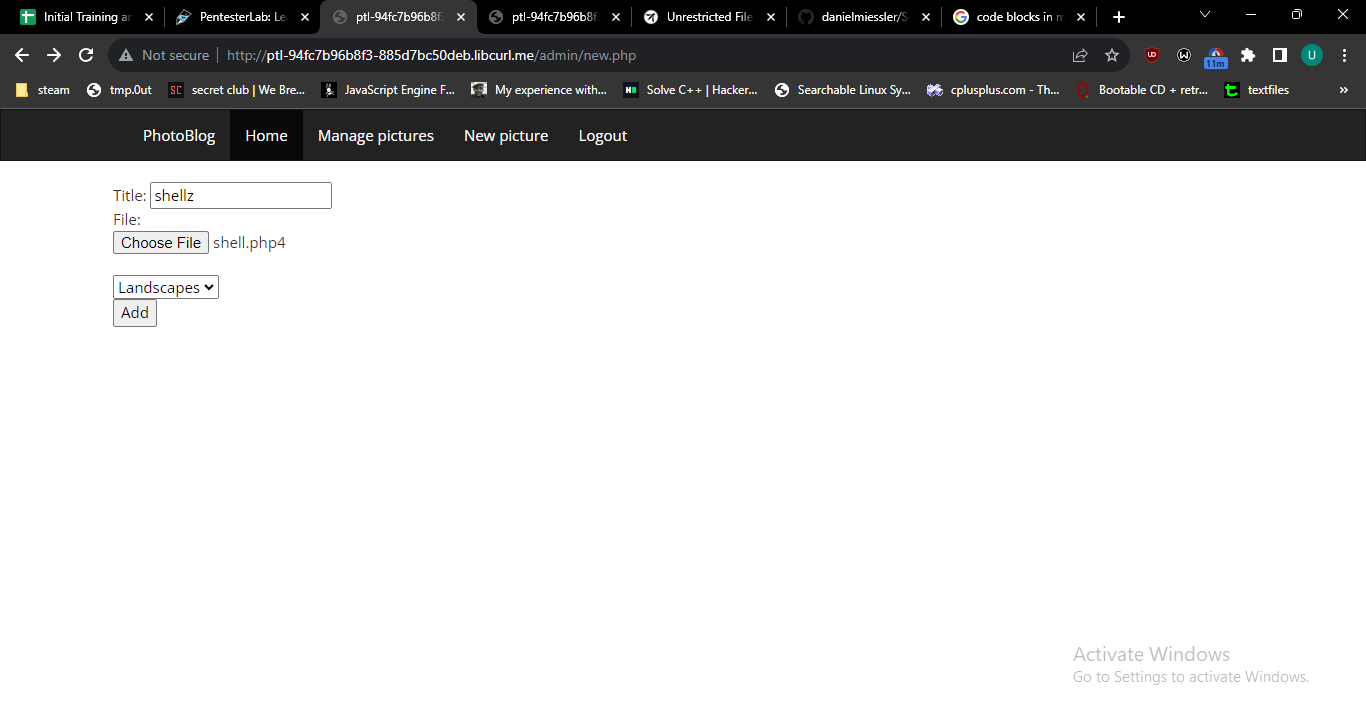 Initial Training ar
PentesterLab: Le
ptl-94fc7b96b8f3
ptl-94fc7b96b8f
Unrestricted File
danielmiessler/S
code blocks in m
Not secure
http://ptl-94fc7b96b8f3-885d7bc50deb.libcurl.me/admin/new.php
11m
U
steam
tmp.0ut
secret club | We Bre...
JavaScript Engine F...
My experience with...
Solve C++ | Hacker...
Searchable Linux Sy...
cplusplus.com - Th...
Bootable CD + retr...
textfiles
»
PhotoBlog
Home
Manage pictures
New picture
Logout
Title: shellz
File:
Choose File shell.php4
Landscapes
Add
Activate Windows
Go to Settings to activate Windows.